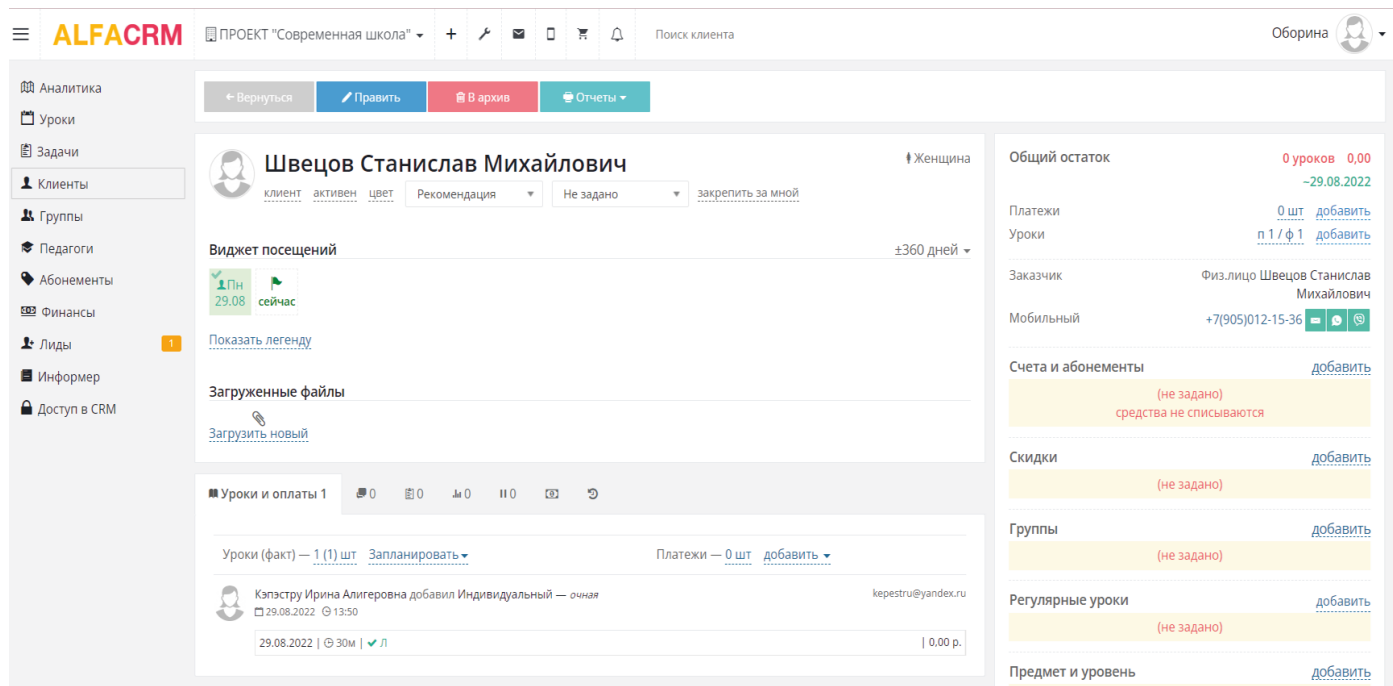 ALFACRM
ПРОЕКТ "Современная школа"
Поиск клиента
Оборина
Аналитика
Уроки
Задачи
Клиенты
Группы
Педагоги
Абонементы
Финансы
Лиды 1
Информер
Доступ в CRM
Вернуться Править В архив Отчеты
Швецов Станислав Михайлович
Женщина
клиент активен цвет Рекомендация Не задано закрепить за мной
Виджет посещений ±360 дней
Пн
29.08 сейчас
Показать легенду
Загруженные файлы
Загрузить новый
Уроки и оплаты 1 0 0 0 0
Уроки (факт) — 1 (1) шт Запланировать Платежи — 0 шт добавить
Кэпэстру Ирина Алигеровна добавил Индивидуальный — очная kepestru@yandex.ru
29.08.2022 13:50
29.08.2022 | 30м | Л | 0,00 р.
Общий остаток 0 уроков 0,00
~29.08.2022
Платежи 0 шт добавить
Уроки п 1 / ф 1 добавить
Заказчик Физ.лицо Швецов Станислав
Михайлович
Мобильный +7(905)012-15-36
Счета и абонементы добавить
(не задано)
средства не списываются
Скидки добавить
(не задано)
Группы добавить
(не задано)
Регулярные уроки добавить
(не задано)
Предмет и уровень добавить